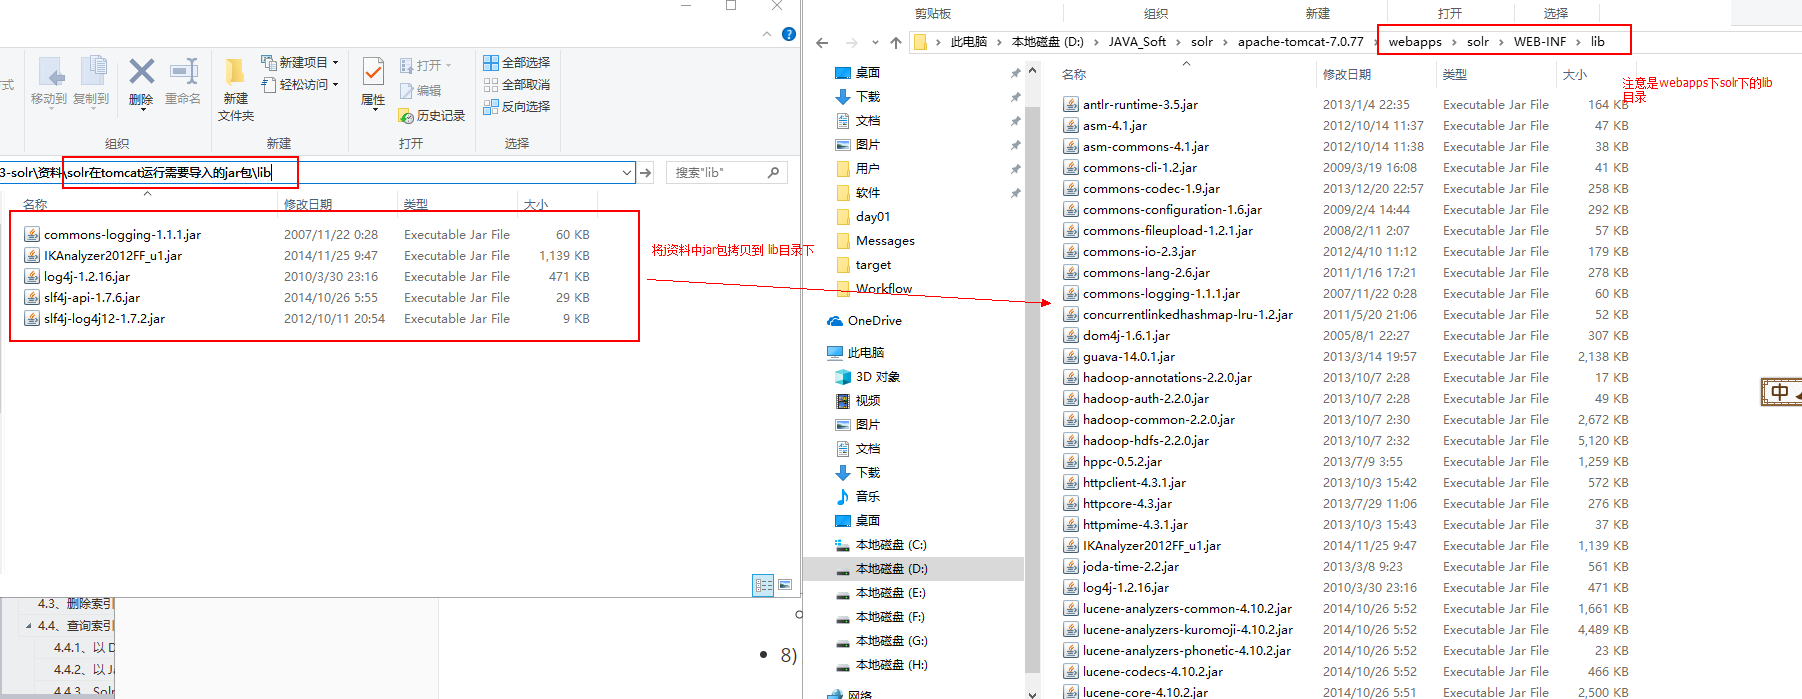 式
移动到
复制到
删除
重命名
组织
新建
文件夹
新建项目
轻松访问
新建
属性
打开
编辑
历史记录
打开
全部选择
全部取消
反向选择
选择
3-solr\资料\solr在tomcat运行需要导入的jar包\lib
搜索"lib"
名称 修改日期 类型 大小
commons-logging-1.1.1.jar 2007/11/22 0:28 Executable Jar File 60 KB
IKAnalyzer2012FF_u1.jar 2014/11/25 9:47 Executable Jar File 1,139 KB
log4j-1.2.16.jar 2010/3/30 23:16 Executable Jar File 471 KB
slf4j-api-1.7.6.jar 2014/10/26 5:55 Executable Jar File 29 KB
slf4j-log4j12-1.7.2.jar 2012/10/11 20:54 Executable Jar File 9 KB
将j资料中jar包拷贝到 lib目录下
4.3、删除索引
4.4、查询索引
4.4.1、以 D
4.4.2、以 Ja
4.4.3、Solr
8)
剪贴板 组织 新建 打开 选择
此电脑 本地磁盘 (D:) JAVA_Soft solr apache-tomcat-7.0.77 webapps solr WEB-INF lib
注意是webapps下solr下的lib
目录
桌面
下载
文档
图片
用户
软件
day01
Messages
target
Workflow
OneDrive
此电脑
3D 对象
视频
图片
文档
下载
音乐
桌面
本地磁盘 (C:)
本地磁盘 (D:)
本地磁盘 (E:)
本地磁盘 (F:)
本地磁盘 (G:)
本地磁盘 (H:)
网络
名称 修改日期 类型 大小
antlr-runtime-3.5.jar 2013/1/4 22:35 Executable Jar File 164 KB
asm-4.1.jar 2012/10/14 11:37 Executable Jar File 47 KB
asm-commons-4.1.jar 2012/10/14 11:38 Executable Jar File 38 KB
commons-cli-1.2.jar 2009/3/19 16:08 Executable Jar File 41 KB
commons-codec-1.9.jar 2013/12/20 22:57 Executable Jar File 258 KB
commons-configuration-1.6.jar 2009/2/4 14:44 Executable Jar File 292 KB
commons-fileupload-1.2.1.jar 2008/2/11 2:07 Executable Jar File 57 KB
commons-io-2.3.jar 2012/4/10 11:12 Executable Jar File 179 KB
commons-lang-2.6.jar 2011/1/16 17:21 Executable Jar File 278 KB
commons-logging-1.1.1.jar 2007/11/22 0:28 Executable Jar File 60 KB
concurrentlinkedhashmap-lru-1.2.jar 2011/5/20 21:06 Executable Jar File 52 KB
dom4j-1.6.1.jar 2005/8/1 22:27 Executable Jar File 307 KB
guava-14.0.1.jar 2013/3/14 19:57 Executable Jar File 2,138 KB
hadoop-annotations-2.2.0.jar 2013/10/7 2:28 Executable Jar File 17 KB
hadoop-auth-2.2.0.jar 2013/10/7 2:28 Executable Jar File 49 KB
hadoop-common-2.2.0.jar 2013/10/7 2:30 Executable Jar File 2,672 KB
hadoop-hdfs-2.2.0.jar 2013/10/7 2:32 Executable Jar File 5,120 KB
hppc-0.5.2.jar 2013/7/9 3:55 Executable Jar File 1,259 KB
httpclient-4.3.1.jar 2013/10/3 15:42 Executable Jar File 572 KB
httpcore-4.3.jar 2013/7/29 11:06 Executable Jar File 276 KB
httpmime-4.3.1.jar 2013/10/3 15:43 Executable Jar File 37 KB
IKAnalyzer2012FF_u1.jar 2014/11/25 9:47 Executable Jar File 1,139 KB
joda-time-2.2.jar 2013/3/8 9:23 Executable Jar File 561 KB
log4j-1.2.16.jar 2010/3/30 23:16 Executable Jar File 471 KB
lucene-analyzers-common-4.10.2.jar 2014/10/26 5:52 Executable Jar File 1,661 KB
lucene-analyzers-kuromoji-4.10.2.jar 2014/10/26 5:52 Executable Jar File 4,489 KB
lucene-analyzers-phonetic-4.10.2.jar 2014/10/26 5:52 Executable Jar File 23 KB
lucene-codecs-4.10.2.jar 2014/10/26 5:52 Executable Jar File 466 KB
lucene-core-4.10.2.jar 2014/10/26 5:51 Executable Jar File 2,500 KB
中